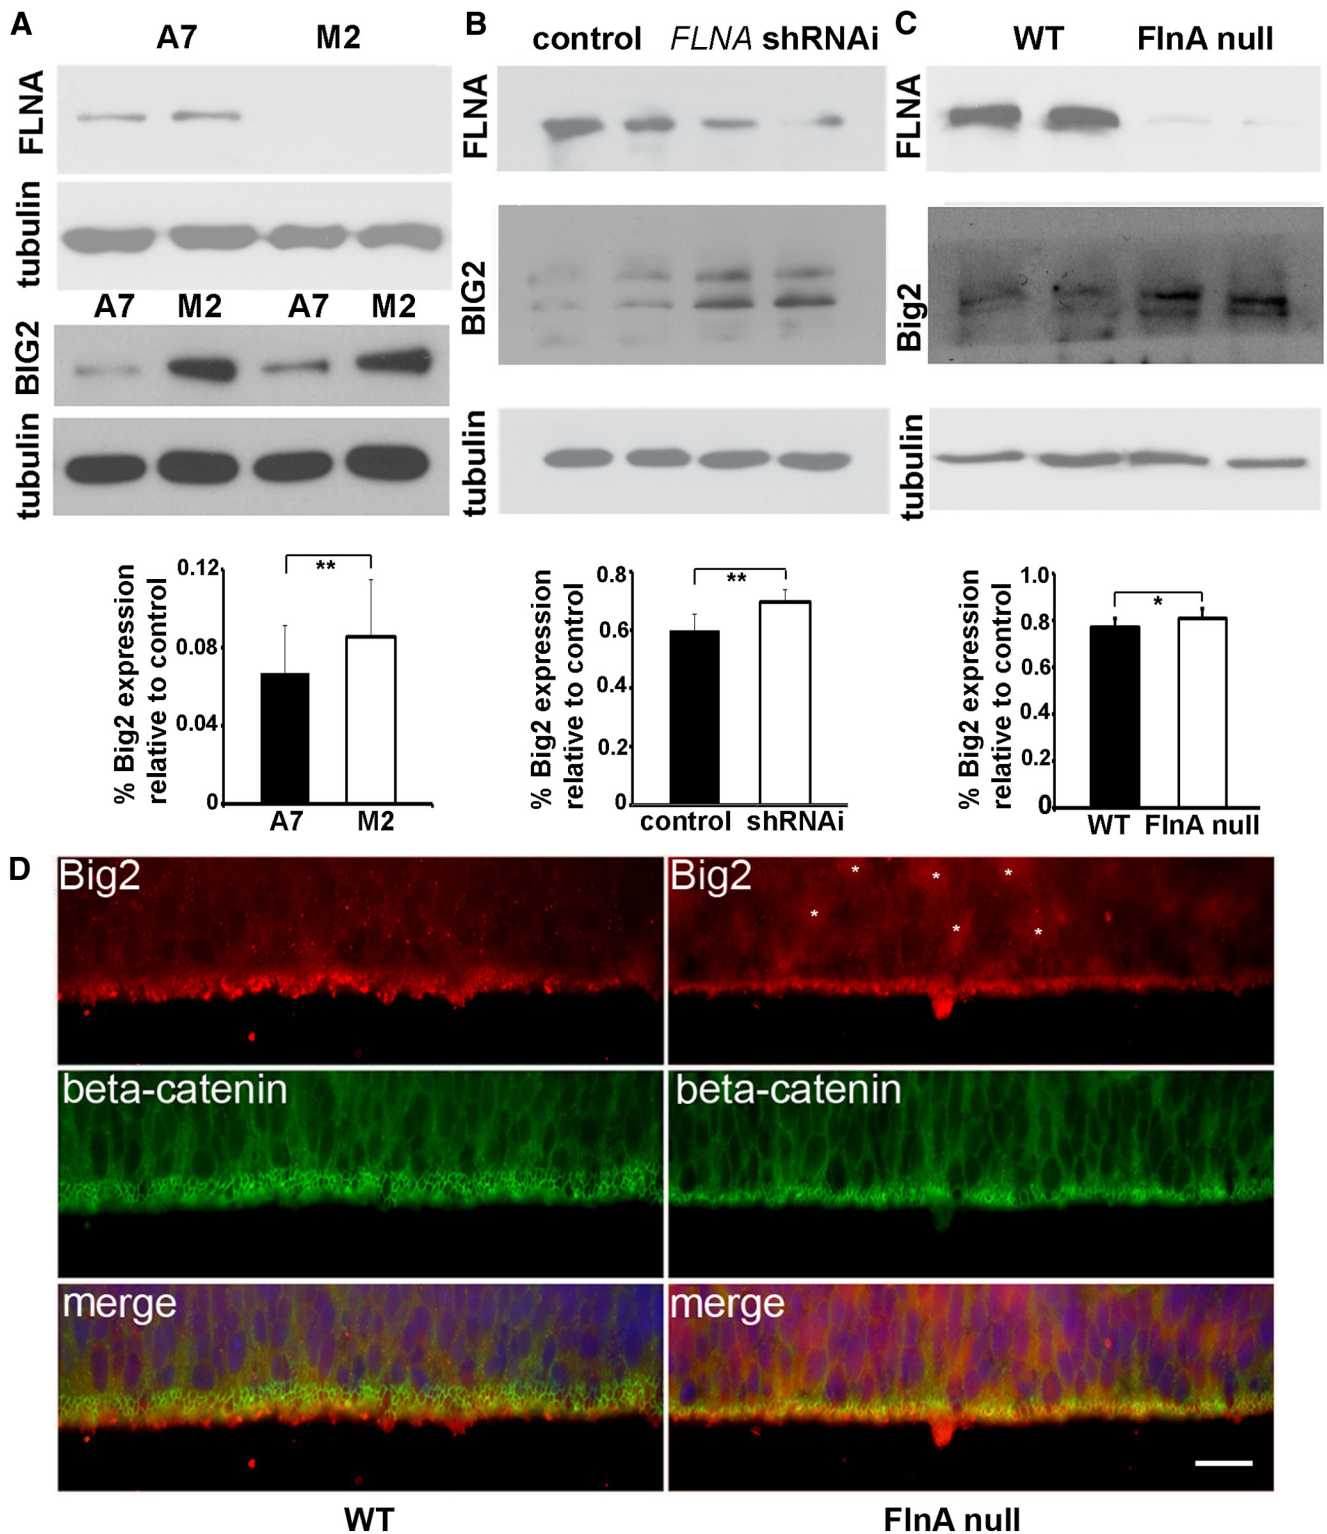 A
A7 M2
FLNA
tubulin
A7 M2 A7 M2
BIG2
tubulin
% Big2 expression
relative to control
0.12
0.08
0.04
0
**
A7 M2
B
control FLNA shRNAi
FLNA
BIG2
tubulin
% Big2 expression
relative to control
0.8
0.6
0.4
0.2
0
**
control shRNAi
C
WT FlnA null
FLNA
Big2
tubulin
% Big2 expression
relative to control
1.0
0.8
0.6
0.4
0.2
0
*
WT FlnA null
D
Big2 Big2
* * *
* * *
beta-catenin beta-catenin
merge merge
WT FlnA null